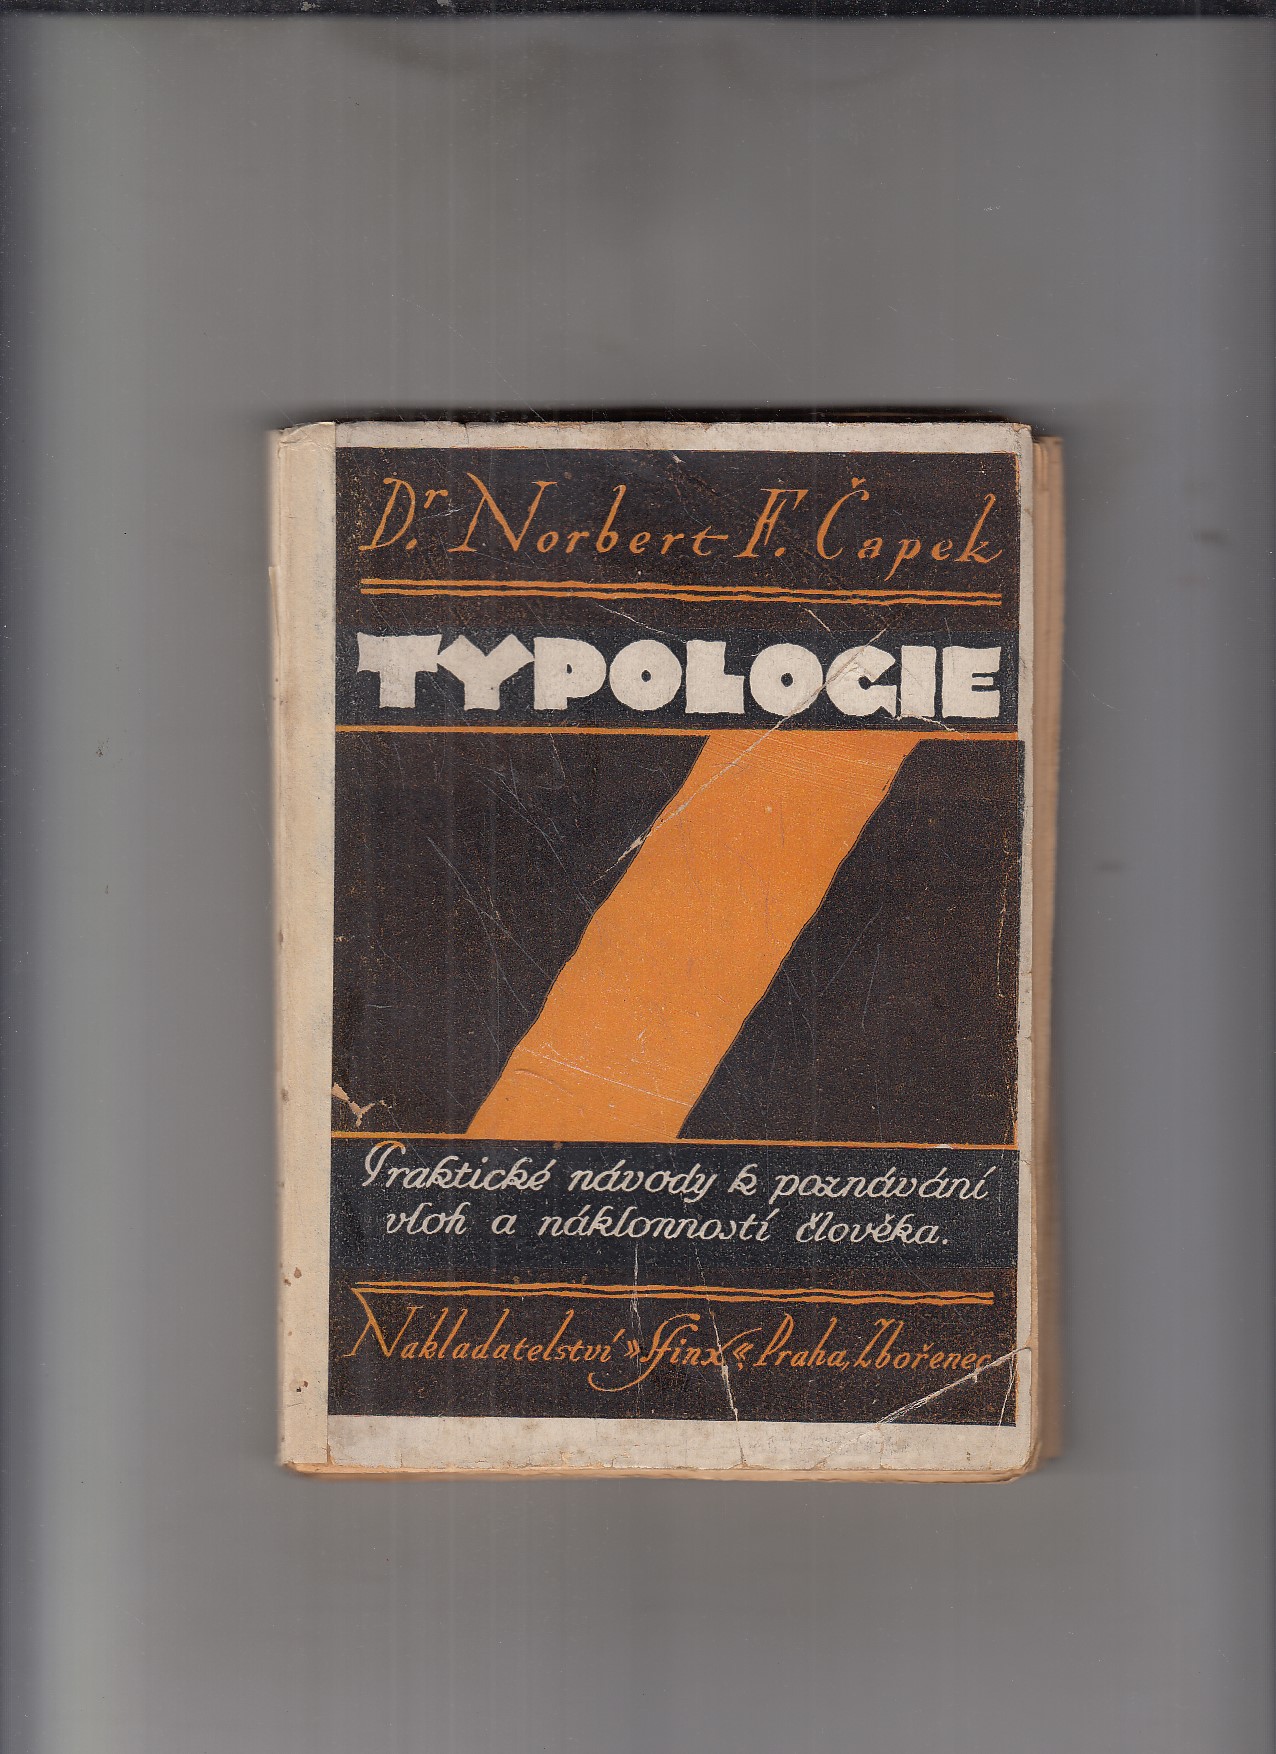 Dr. Norbert F. Čapek
TYPOLOGIE
Praktické návody k poznávání
vloh a náklonností člověka.
Nakladatelství »Sfinx« Praha, Zbořenec